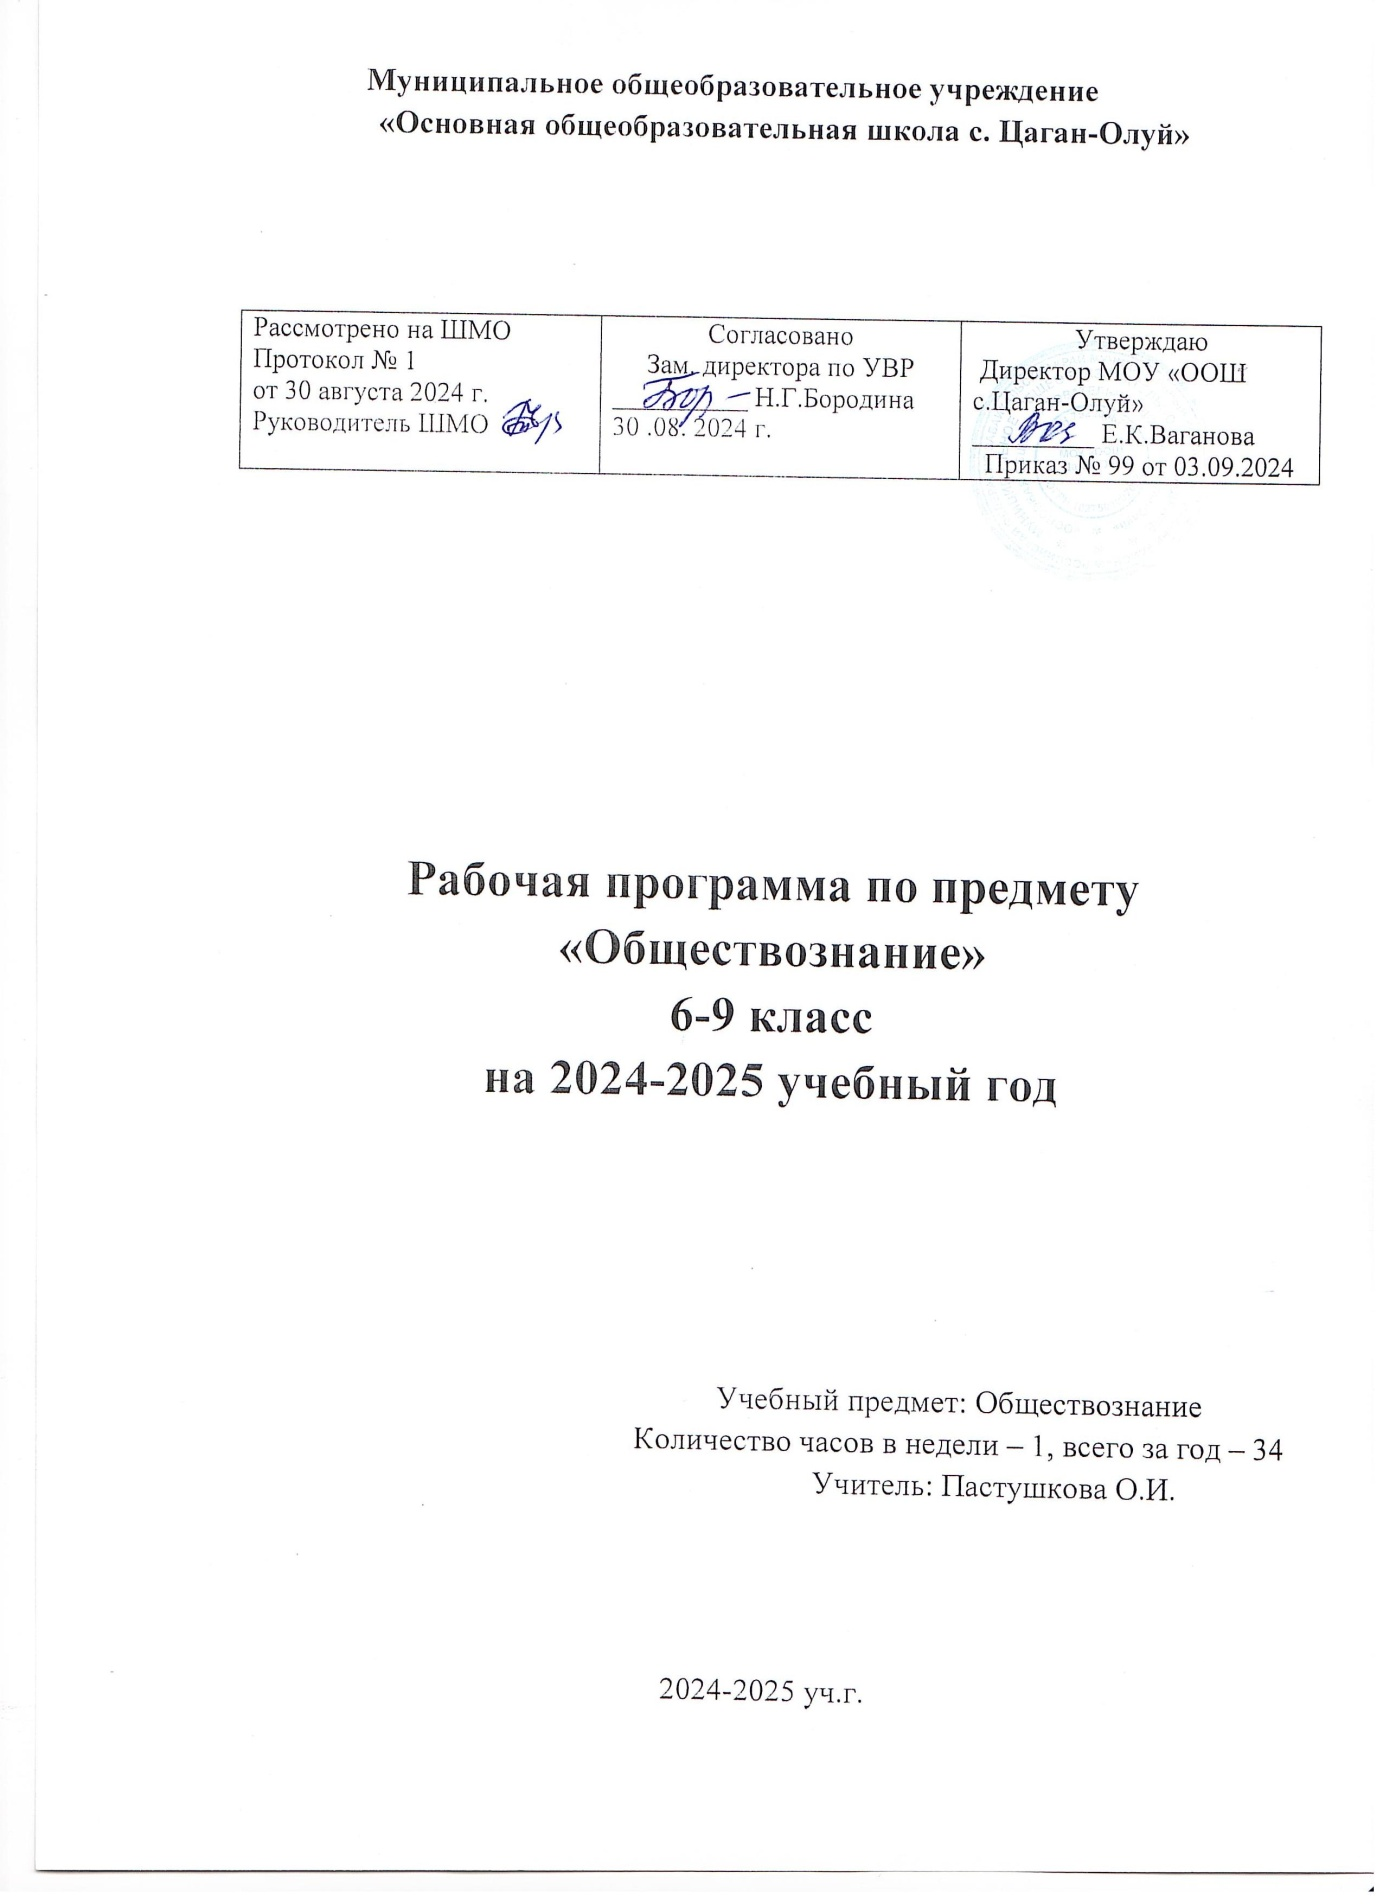 Муниципальное общеобразовательное учреждение
«Основная общеобразовательная школа с. Цаган-Олуй»
Рассмотрено на ШМО
Протокол № 1
от 30 августа 2024 г.
Руководитель ШМО
Согласовано
Зам. директора по УВР
Н.Г.Бородина
30 .08. 2024 г.
Утверждаю
Директор МОУ «ООШ
с.Цаган-Олуй»
Е.К.Ваганова
Приказ № 99 от 03.09.2024
Рабочая программа по предмету
«Обществознание»
6-9 класс
на 2024-2025 учебный год
Учебный предмет: Обществознание
Количество часов в недели – 1, всего за год – 34
Учитель: Пастушкова О.И.
2024-2025 уч.г.